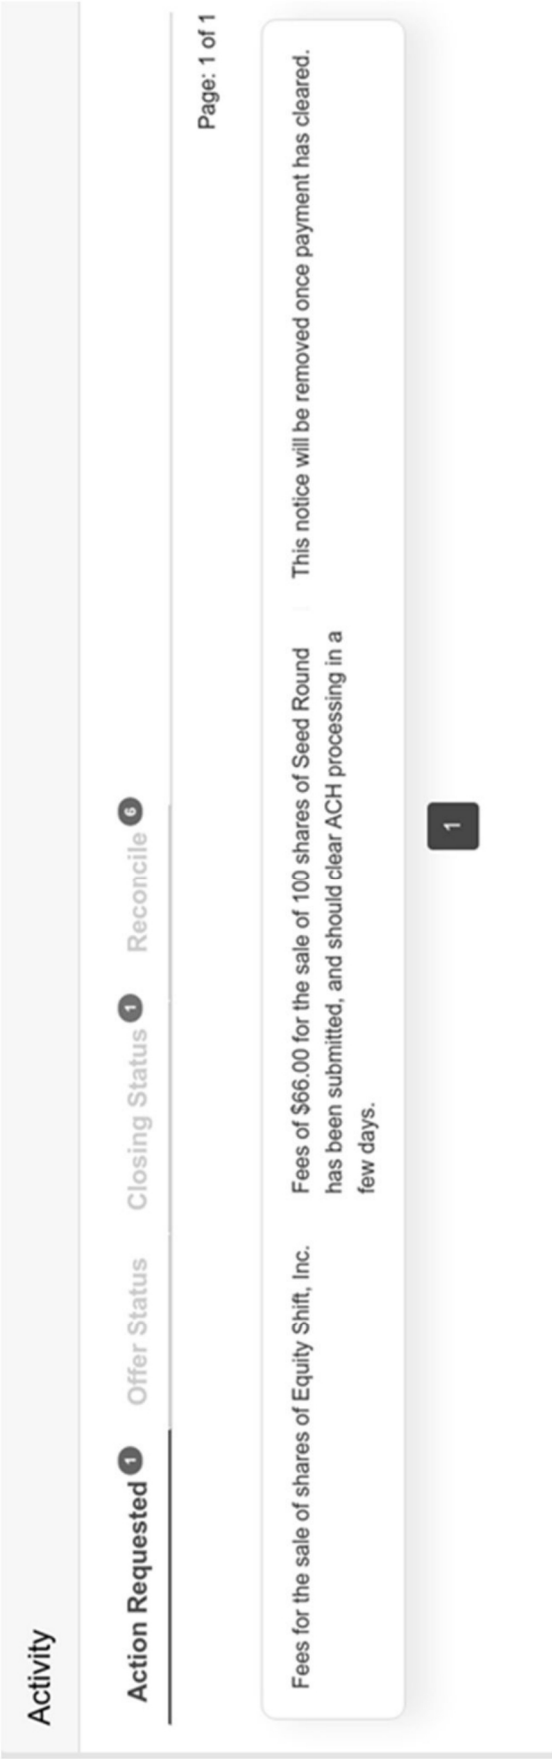 Activity
Action Requested 1
Offer Status
Closing Status 1
Reconcile 6
Page: 1 of 1
Fees for the sale of shares of Equity Shift, Inc.
Fees of $66.00 for the sale of 100 shares of Seed Round
has been submitted, and should clear ACH processing in a
few days.
This notice will be removed once payment has cleared.
1